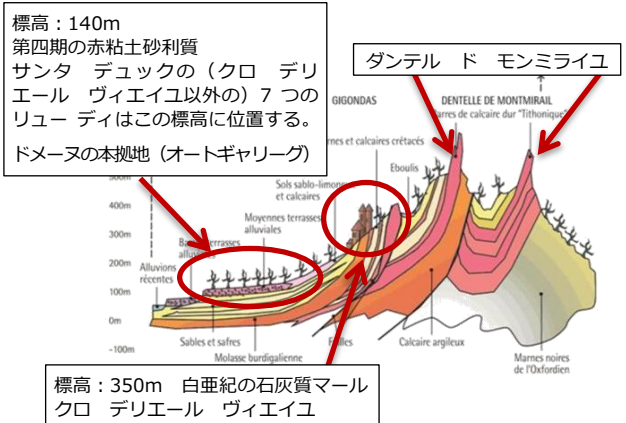 標高：140m
第四期の赤粘土砂利質
サンタ　デュックの（クロ　デリ
エール　ヴィエイユ以外の）7 つの
リュー ディはこの標高に位置する。
ドメーヌの本拠地（オートギャリーグ）
ダンテル　ド　モンミライユ
GIGONDAS
DENTELLE DE MONTMIRAIL
de calcaire dur "Tithonique"
et calcaires crétacés
Eboulis
Sols sablo-limon
et calcaires
Moyennes terrasses
alluviales
Alluvions
récentes
400m
300m
200m
100m
0m
-100m
Sables et safres
Molasse burdigalienne
Calcaire argileux
Marnes noires
de l'Oxfordien
標高：350m　白亜紀の石灰質マール
クロ　デリエール　ヴィエイユ